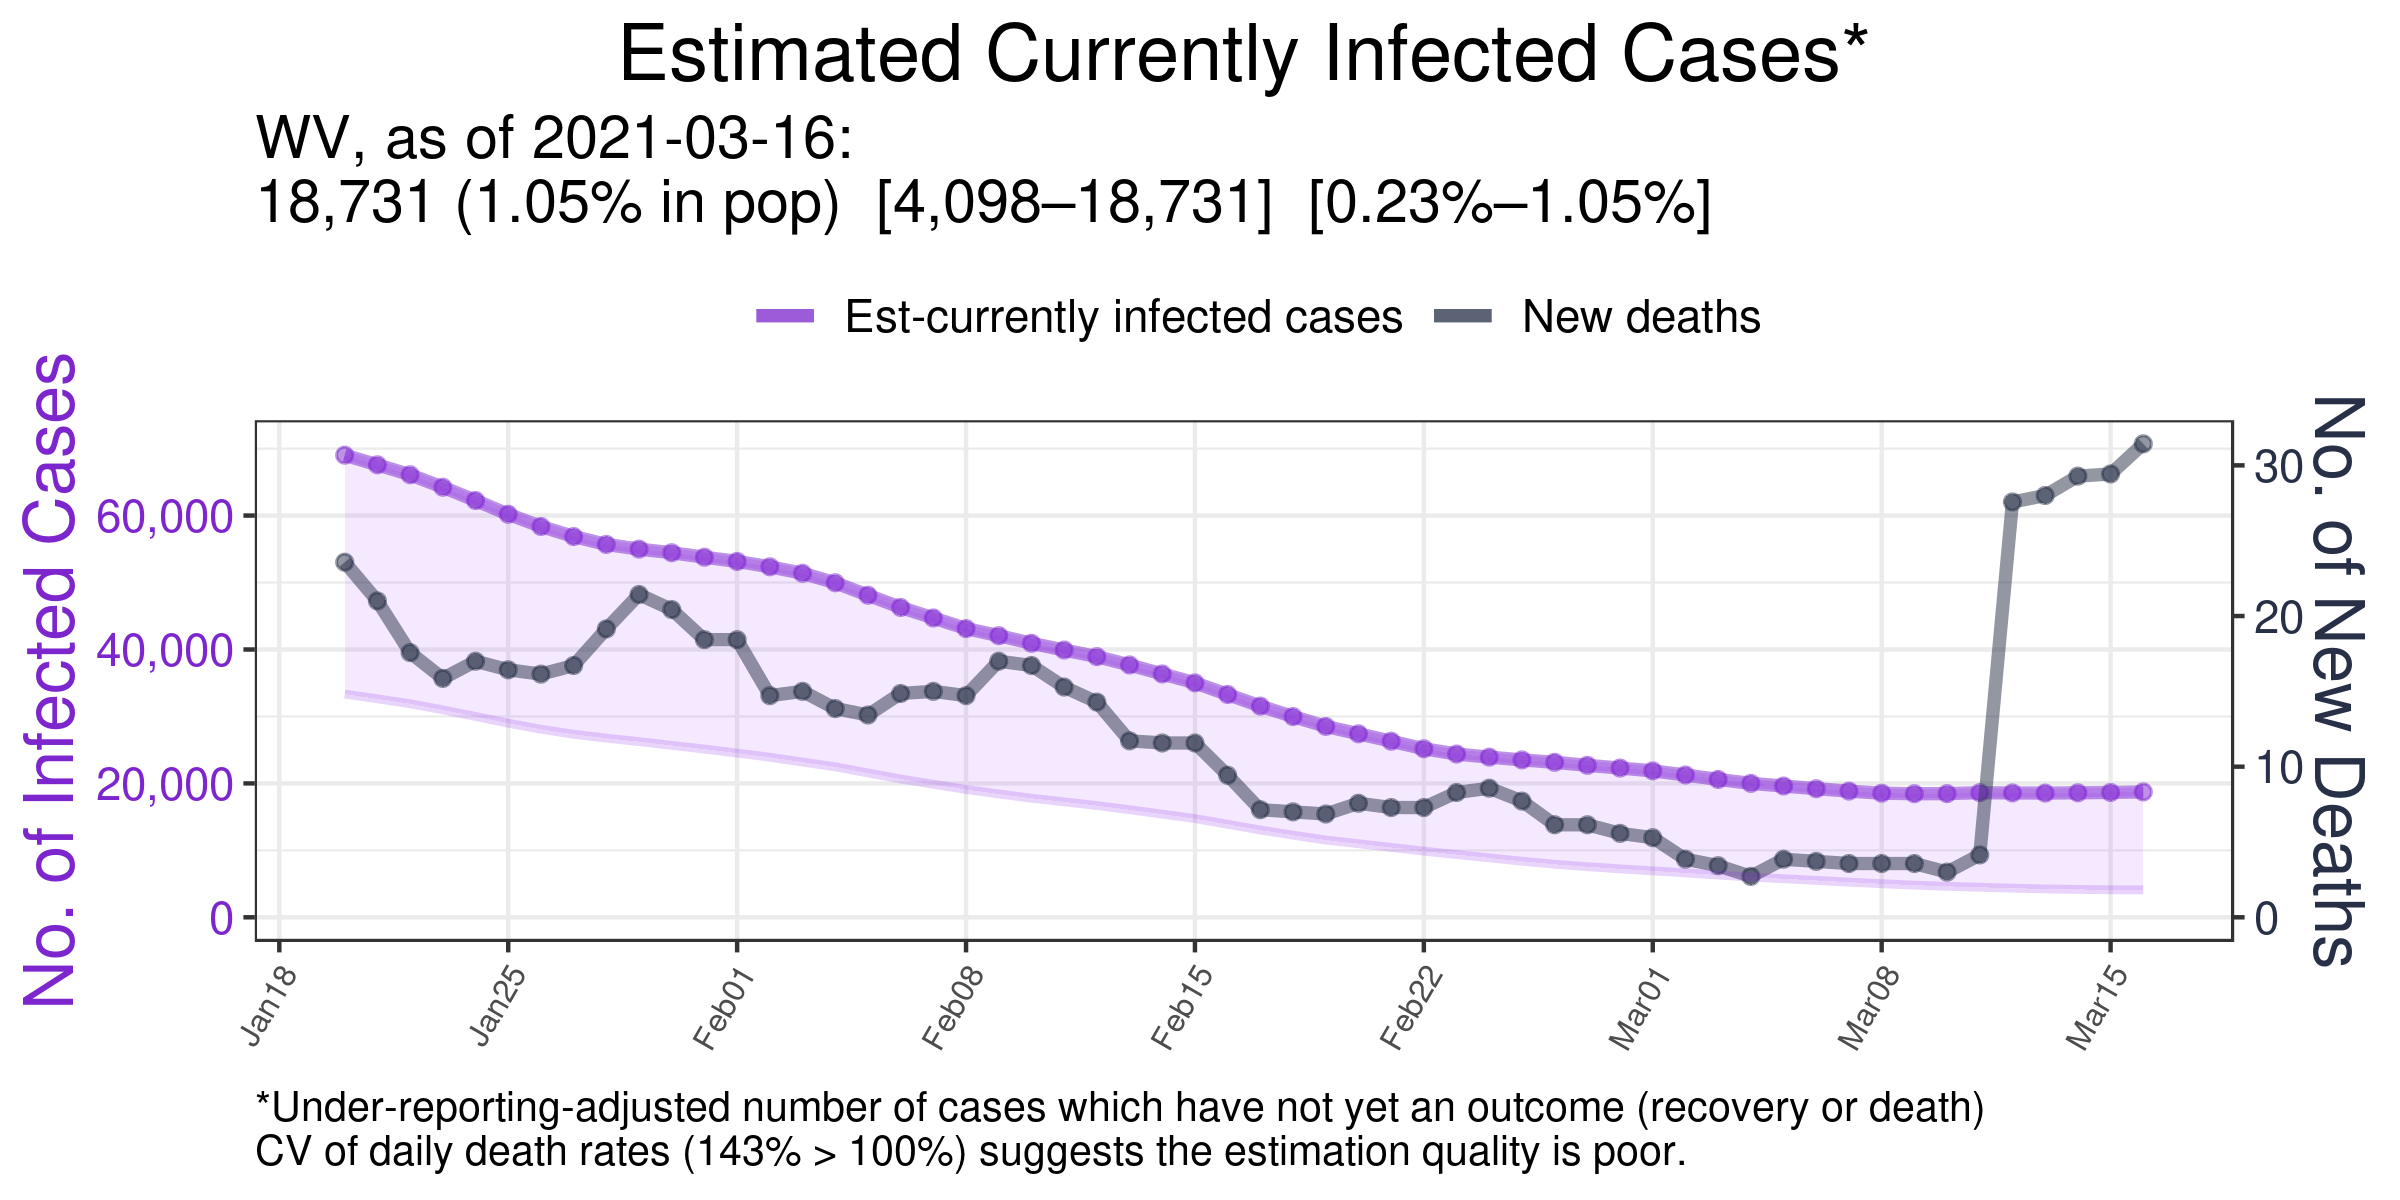 Estimated Currently Infected Cases*
WV, as of 2021-03-16:
18,731 (1.05% in pop)  [4,098–18,731]  [0.23%–1.05%]
Est-currently infected cases
New deaths
No. of Infected Cases
60,000
40,000
20,000
0
30
20
10
0
No. of New Deaths
Jan18
Jan25
Feb01
Feb08
Feb15
Feb22
Mar01
Mar08
Mar15
*Under-reporting-adjusted number of cases which have not yet an outcome (recovery or death)
CV of daily death rates (143% > 100%) suggests the estimation quality is poor.